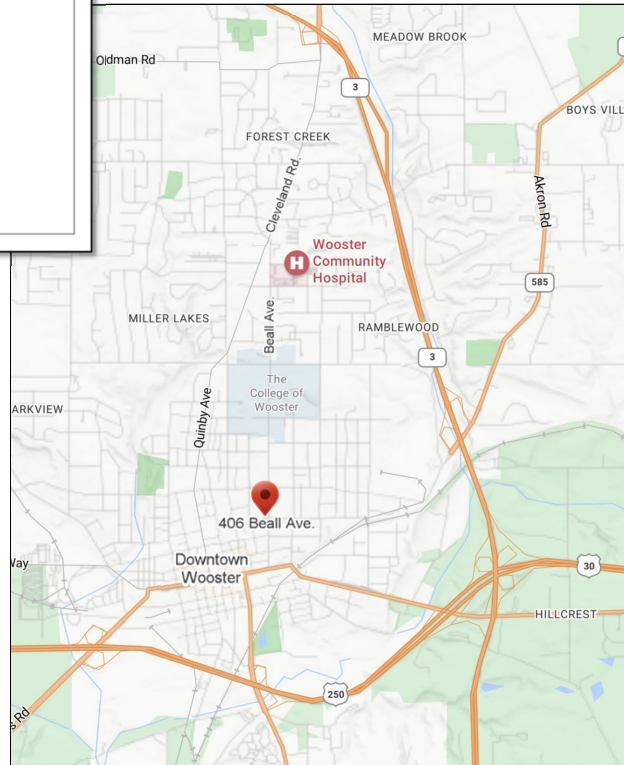 MEADOW BROOK
Oldman Rd
3
BOYS VILL
FOREST CREEK
Cleveland Rd.
Akron Rd
Wooster
Community
Hospital
H
585
Beall Ave.
MILLER LAKES
RAMBLEWOOD
3
The
College of
Wooster
ARKVIEW
Quinby Ave
406 Beall Ave.
Downtown
Wooster
Way
30
HILLCREST
250
s Rd